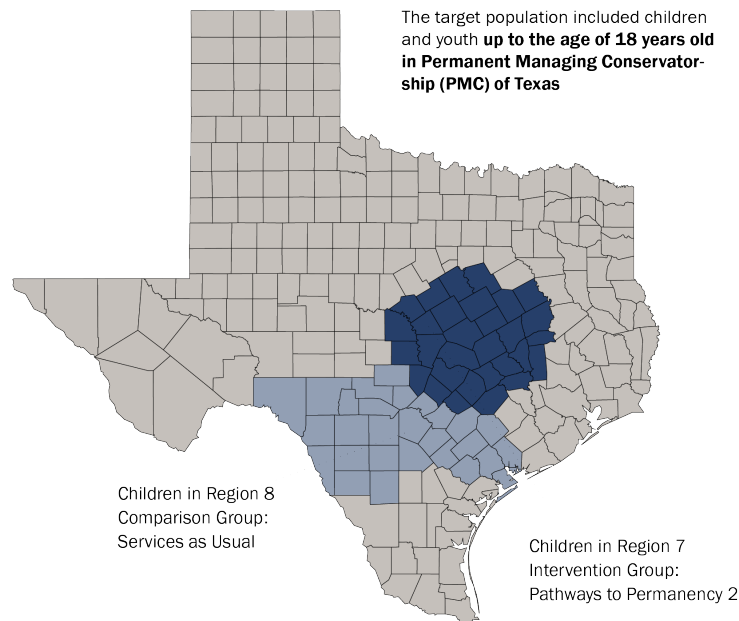 The target population included children
and youth up to the age of 18 years old
in Permanent Managing Conservator-
ship (PMC) of Texas
Children in Region 8
Comparison Group:
Services as Usual
Children in Region 7
Intervention Group:
Pathways to Permanency 2